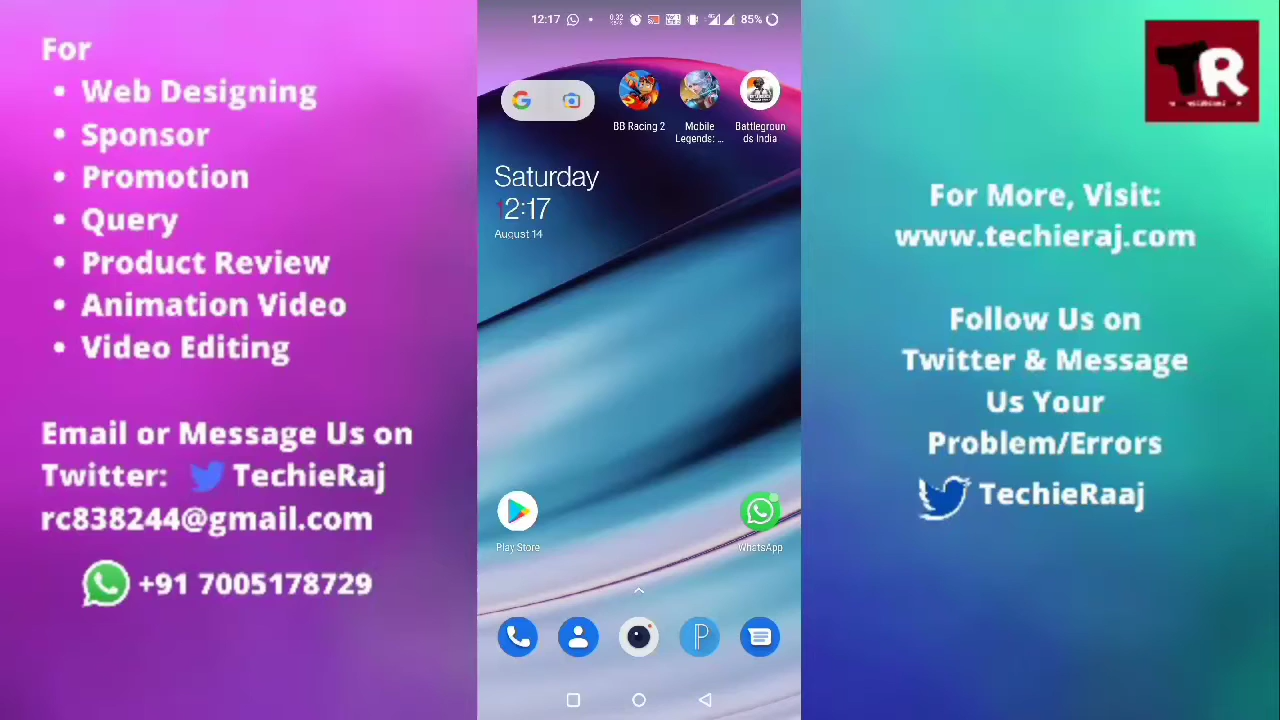 For
• Web Designing
• Sponsor
• Promotion
• Query
• Product Review
• Animation Video
• Video Editing
Email or Message Us on
Twitter: TechieRaj
rc838244@gmail.com
+91 7005178729
12:17
85%
BB Racing 2
Mobile
Legends: ...
Battlegroun
ds India
Saturday
12:17
August 14
Play Store
WhatsApp
TR
For More, Visit:
www.techieraj.com
Follow Us on
Twitter & Message
Us Your
Problem/Errors
TechieRaaj